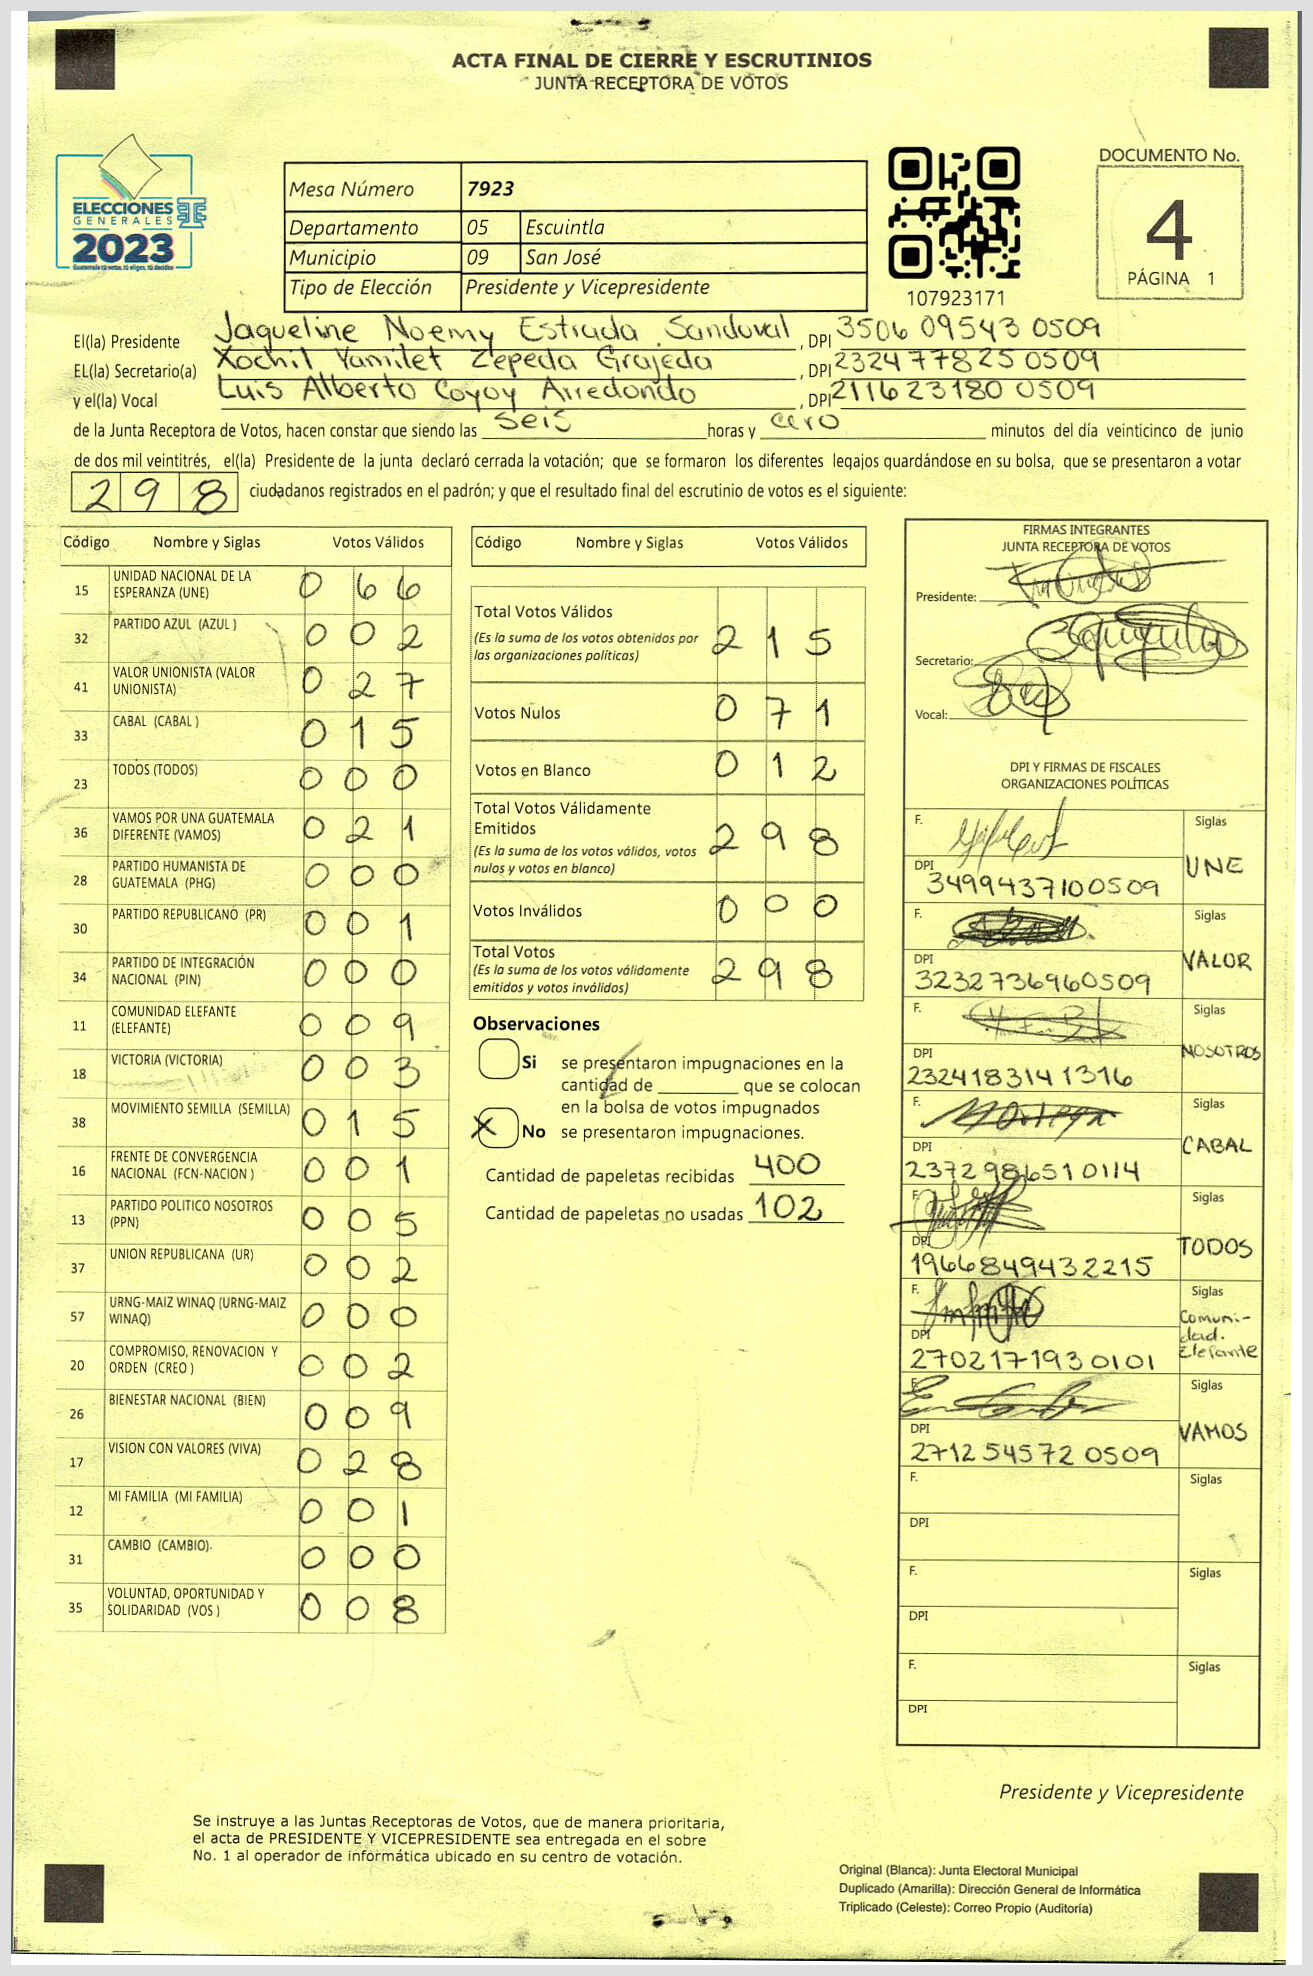 ACTA FINAL DE CIERRE Y ESCRUTINIOS
JUNTA RECEPTORA DE VOTOS
ELECCIONES
GENERALES
2023
Mesa Número 7923
Departamento 05 Escuintla
Municipio 09 San José
Tipo de Elección Presidente y Vicepresidente
107923171
DOCUMENTO No.
4
PÁGINA 1
El(la) Presidente Jaqueline Noemy Estrada Sandoval, DPI 3506 09543 0509
EL(la) Secretario(a) Xochil Yamilet Zepeda Grajeda, DPI 2324 77825 0509
y el(la) Vocal Luis Alberto Coyoy Arredondo, DPI 2116 23180 0509
de la Junta Receptora de Votos, hacen constar que siendo las seis horas y cero minutos del día veinticinco de junio
de dos mil veintitrés, el(la) Presidente de la junta declaró cerrada la votación; que se formaron los diferentes legajos guardándose en su bolsa, que se presentaron a votar
298 ciudadanos registrados en el padrón; y que el resultado final del escrutinio de votos es el siguiente:
Código Nombre y Siglas Votos Válidos
15 UNIDAD NACIONAL DE LA ESPERANZA (UNE) 0 6 6
32 PARTIDO AZUL (AZUL ) 0 0 2
41 VALOR UNIONISTA (VALOR UNIONISTA) 0 2 7
33 CABAL (CABAL ) 0 1 5
23 TODOS (TODOS) 0 0 0
36 VAMOS POR UNA GUATEMALA DIFERENTE (VAMOS) 0 2 1
28 PARTIDO HUMANISTA DE GUATEMALA (PHG) 0 0 0
30 PARTIDO REPUBLICANO (PR) 0 0 1
34 PARTIDO DE INTEGRACIÓN NACIONAL (PIN) 0 0 0
11 COMUNIDAD ELEFANTE (ELEFANTE) 0 0 9
18 VICTORIA (VICTORIA) 0 0 3
38 MOVIMIENTO SEMILLA (SEMILLA) 0 1 5
16 FRENTE DE CONVERGENCIA NACIONAL (FCN-NACION ) 0 0 1
13 PARTIDO POLITICO NOSOTROS (PPN) 0 0 5
37 UNION REPUBLICANA (UR) 0 0 2
57 URNG-MAIZ WINAQ (URNG-MAIZ WINAQ) 0 0 0
20 COMPROMISO, RENOVACION Y ORDEN (CREO ) 0 0 2
26 BIENESTAR NACIONAL (BIEN) 0 0 9
17 VISION CON VALORES (VIVA) 0 2 8
12 MI FAMILIA (MI FAMILIA) 0 0 1
31 CAMBIO (CAMBIO) 0 0 0
35 VOLUNTAD, OPORTUNIDAD Y SOLIDARIDAD (VOS ) 0 0 8
Código Nombre y Siglas Votos Válidos
Total Votos Válidos 2 1 5
(Es la suma de los votos obtenidos por
las organizaciones políticas)
Votos Nulos 0 7 1
Votos en Blanco 0 1 2
Total Votos Válidamente
Emitidos 2 9 8
(Es la suma de los votos válidos, votos
nulos y votos en blanco)
Votos Inválidos 0 0 0
Total Votos 2 9 8
(Es la suma de los votos válidamente
emitidos y votos inválidos)
Observaciones
Si se presentaron impugnaciones en la
cantidad de ________ que se colocan
en la bolsa de votos impugnados
X No se presentaron impugnaciones.
Cantidad de papeletas recibidas 400
Cantidad de papeletas no usadas 102
FIRMAS INTEGRANTES
JUNTA RECEPTORA DE VOTOS
Presidente:
Secretario:
Vocal:
DPI Y FIRMAS DE FISCALES
ORGANIZACIONES POLÍTICAS
F. Siglas
DPI 3499437100509 UNE
F. Siglas
DPI 3232736960509 VALOR
F. Siglas
DPI 2324183141316 NOSOTROS
F. Siglas
DPI 2372986510114 CABAL
F. Siglas
DPI 1966849432215 TODOS
F. Siglas
DPI 2702171930101 Comuni-
dad.
Elefante
F. Siglas
DPI 271254572 0509 VAMOS
F. Siglas
DPI
F. Siglas
DPI
F. Siglas
DPI
Presidente y Vicepresidente
Se instruye a las Juntas Receptoras de Votos, que de manera prioritaria,
el acta de PRESIDENTE Y VICEPRESIDENTE sea entregada en el sobre
No. 1 al operador de informática ubicado en su centro de votación.
Original (Blanca): Junta Electoral Municipal
Duplicado (Amarilla): Dirección General de Informática
Triplicado (Celeste): Correo Propio (Auditoría)